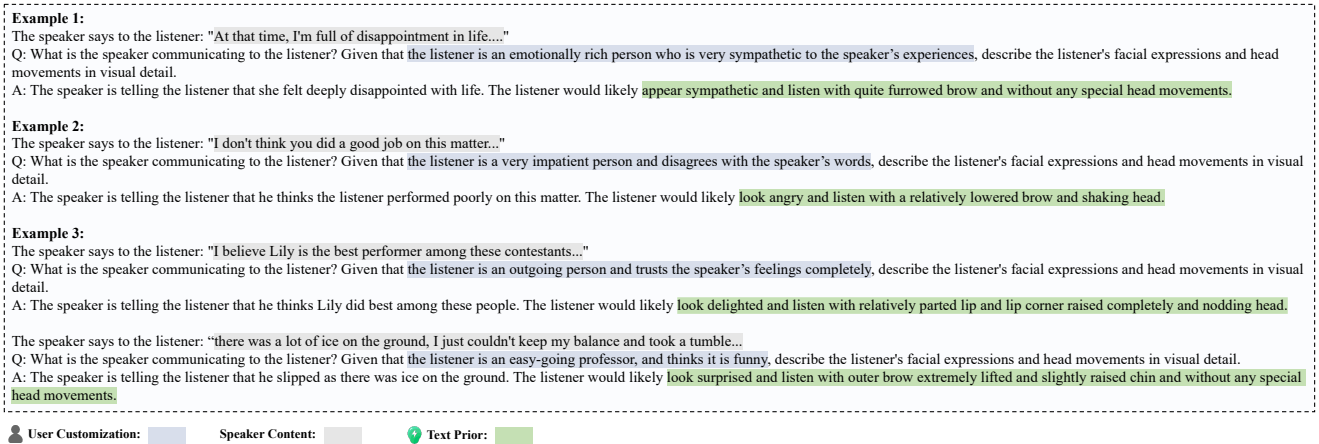 Example 1:
The speaker says to the listener: "At that time, I'm full of disappointment in life...."
Q: What is the speaker communicating to the listener? Given that the listener is an emotionally rich person who is very sympathetic to the speaker’s experiences, describe the listener's facial expressions and head
movements in visual detail.
A: The speaker is telling the listener that she felt deeply disappointed with life. The listener would likely appear sympathetic and listen with quite furrowed brow and without any special head movements.
Example 2:
The speaker says to the listener: "I don't think you did a good job on this matter..."
Q: What is the speaker communicating to the listener? Given that the listener is a very impatient person and disagrees with the speaker’s words, describe the listener's facial expressions and head movements in visual
detail.
A: The speaker is telling the listener that he thinks the listener performed poorly on this matter. The listener would likely look angry and listen with a relatively lowered brow and shaking head.
Example 3:
The speaker says to the listener: "I believe Lily is the best performer among these contestants..."
Q: What is the speaker communicating to the listener? Given that the listener is an outgoing person and trusts the speaker’s feelings completely, describe the listener's facial expressions and head movements in visual
detail.
A: The speaker is telling the listener that he thinks Lily did best among these people. The listener would likely look delighted and listen with relatively parted lip and lip corner raised completely and nodding head.
The speaker says to the listener: “there was a lot of ice on the ground, I just couldn't keep my balance and took a tumble...
Q: What is the speaker communicating to the listener? Given that the listener is an easy-going professor, and thinks it is funny, describe the listener's facial expressions and head movements in visual detail.
A: The speaker is telling the listener that he slipped as there was ice on the ground. The listener would likely look surprised and listen with outer brow extremely lifted and slightly raised chin and without any special
head movements.
User Customization: Speaker Content: Text Prior: